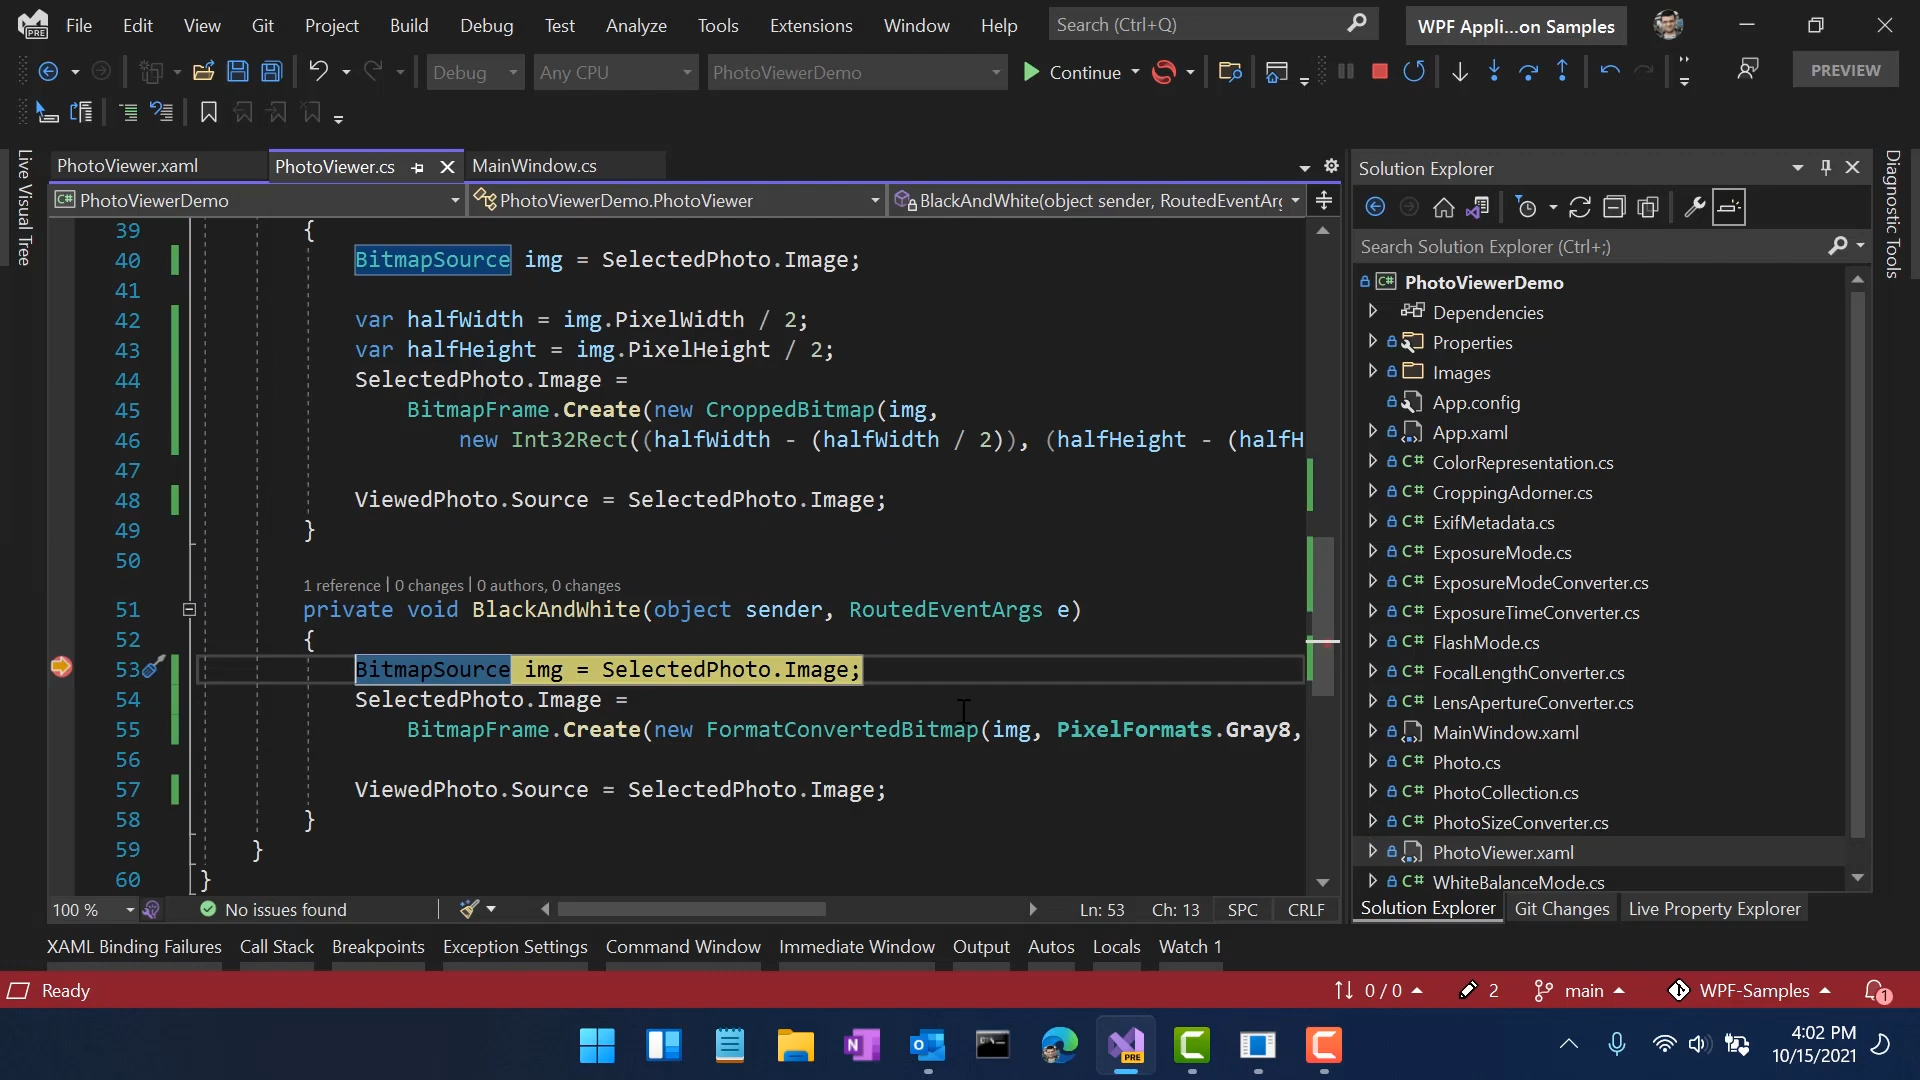 File Edit View Git Project Build Debug Test Analyze Tools Extensions Window Help Search (Ctrl+Q) WPF Appli...on Samples
PRE
Debug Any CPU PhotoViewerDemo Continue PREVIEW
Live Visual Tree
PhotoViewer.xaml PhotoViewer.cs MainWindow.cs
C# PhotoViewerDemo PhotoViewerDemo.PhotoViewer BlackAndWhite(object sender, RoutedEventArg
39 {
40 BitmapSource img = SelectedPhoto.Image;
41
42 var halfWidth = img.PixelWidth / 2;
43 var halfHeight = img.PixelHeight / 2;
44 SelectedPhoto.Image =
45 BitmapFrame.Create(new CroppedBitmap(img,
46 new Int32Rect((halfWidth - (halfWidth / 2)), (halfHeight - (halfH
47
48 ViewedPhoto.Source = SelectedPhoto.Image;
49 }
50
1 reference | 0 changes | 0 authors, 0 changes
51 private void BlackAndWhite(object sender, RoutedEventArgs e)
52 {
53 BitmapSource img = SelectedPhoto.Image;
54 SelectedPhoto.Image =
55 BitmapFrame.Create(new FormatConvertedBitmap(img, PixelFormats.Gray8,
56
57 ViewedPhoto.Source = SelectedPhoto.Image;
58 }
59 }
60 }
100 % No issues found Ln: 53 Ch: 13 SPC CRLF
Solution Explorer
Search Solution Explorer (Ctrl+;)
C# PhotoViewerDemo
Dependencies
Properties
Images
App.config
App.xaml
C# ColorRepresentation.cs
C# CroppingAdorner.cs
C# ExifMetadata.cs
C# ExposureMode.cs
C# ExposureModeConverter.cs
C# ExposureTimeConverter.cs
C# FlashMode.cs
C# FocalLengthConverter.cs
C# LensApertureConverter.cs
MainWindow.xaml
C# Photo.cs
C# PhotoCollection.cs
C# PhotoSizeConverter.cs
PhotoViewer.xaml
C# WhiteBalanceMode.cs
Solution Explorer Git Changes Live Property Explorer
Diagnostic Tools
XAML Binding Failures Call Stack Breakpoints Exception Settings Command Window Immediate Window Output Autos Locals Watch 1
Ready 0 / 0 2 main WPF-Samples 1
N O PRE C C
4:02 PM
10/15/2021